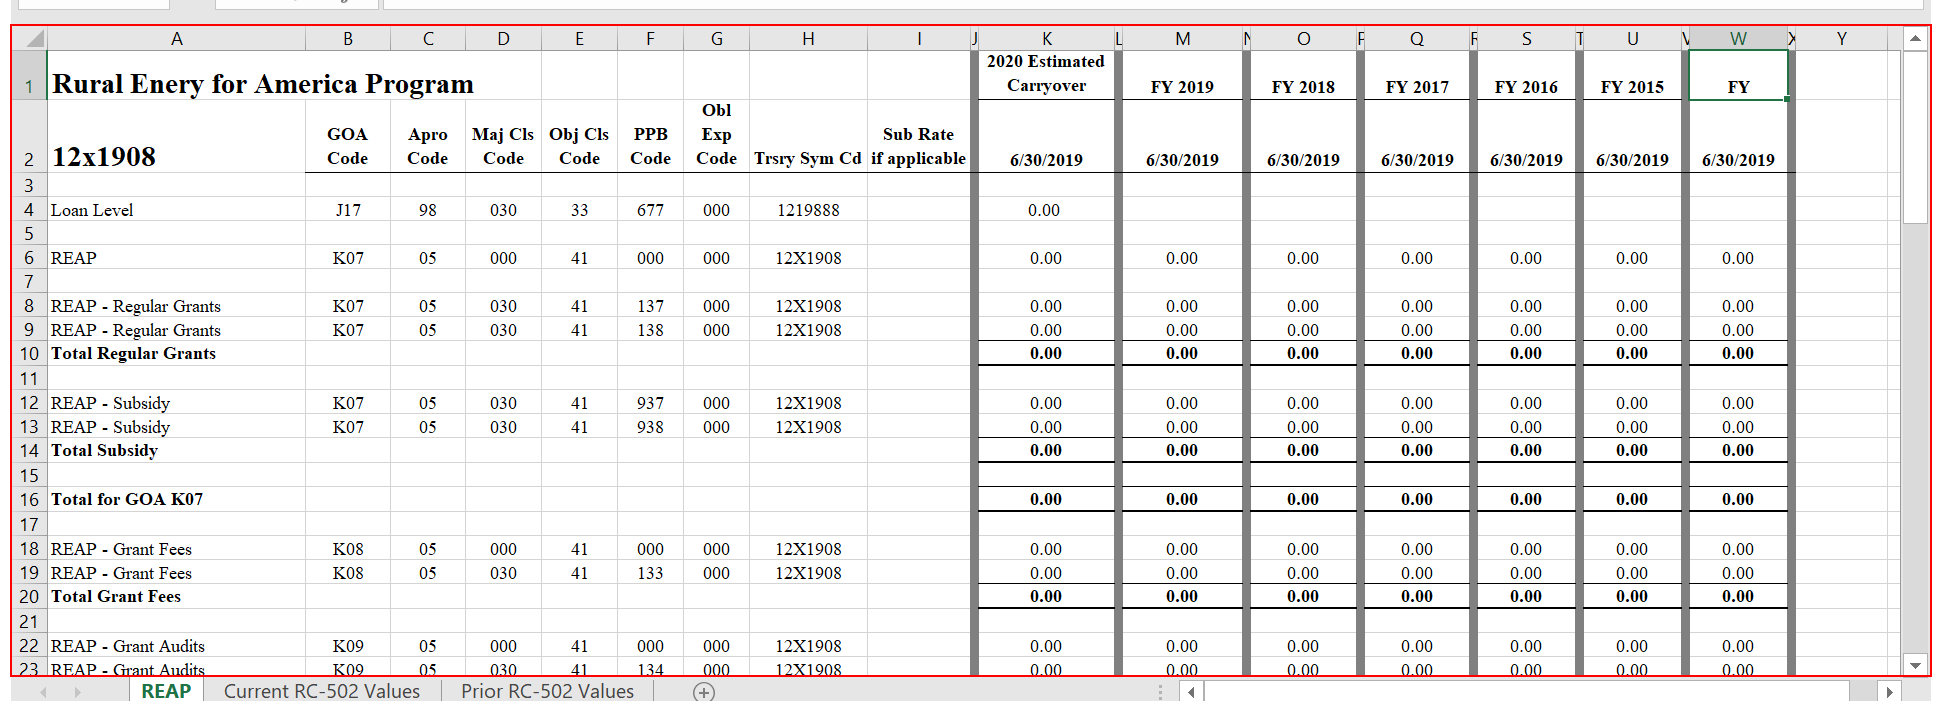 A B C D E F G H I J K L M N O P Q R S T U V W X Y
2020 Estimated
1 Rural Enery for America Program Carryover FY 2019 FY 2018 FY 2017 FY 2016 FY 2015 FY
Obl
GOA Apro Maj Cls Obj Cls PPB Exp Sub Rate
2 12x1908 Code Code Code Code Code Code Trsry Sym Cd if applicable 6/30/2019 6/30/2019 6/30/2019 6/30/2019 6/30/2019 6/30/2019 6/30/2019
3
4 Loan Level J17 98 030 33 677 000 1219888 0.00
5
6 REAP K07 05 000 41 000 000 12X1908 0.00 0.00 0.00 0.00 0.00 0.00 0.00
7
8 REAP - Regular Grants K07 05 030 41 137 000 12X1908 0.00 0.00 0.00 0.00 0.00 0.00 0.00
9 REAP - Regular Grants K07 05 030 41 138 000 12X1908 0.00 0.00 0.00 0.00 0.00 0.00 0.00
10 Total Regular Grants 0.00 0.00 0.00 0.00 0.00 0.00 0.00
11
12 REAP - Subsidy K07 05 030 41 937 000 12X1908 0.00 0.00 0.00 0.00 0.00 0.00 0.00
13 REAP - Subsidy K07 05 030 41 938 000 12X1908 0.00 0.00 0.00 0.00 0.00 0.00 0.00
14 Total Subsidy 0.00 0.00 0.00 0.00 0.00 0.00 0.00
15
16 Total for GOA K07 0.00 0.00 0.00 0.00 0.00 0.00 0.00
17
18 REAP - Grant Fees K08 05 000 41 000 000 12X1908 0.00 0.00 0.00 0.00 0.00 0.00 0.00
19 REAP - Grant Fees K08 05 030 41 133 000 12X1908 0.00 0.00 0.00 0.00 0.00 0.00 0.00
20 Total Grant Fees 0.00 0.00 0.00 0.00 0.00 0.00 0.00
21
22 REAP - Grant Audits K09 05 000 41 000 000 12X1908 0.00 0.00 0.00 0.00 0.00 0.00 0.00
23 REAP - Grant Audits K09 05 030 41 134 000 12X1908 0.00 0.00 0.00 0.00 0.00 0.00 0.00
REAP Current RC-502 Values Prior RC-502 Values